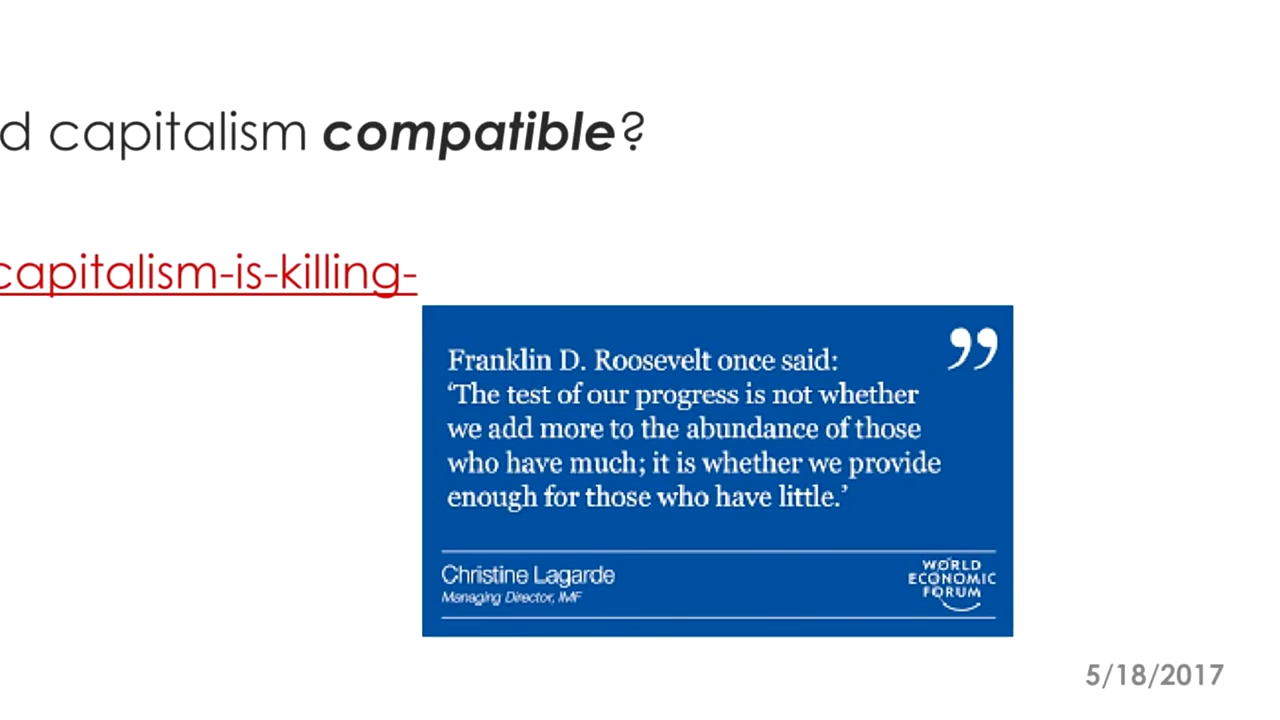 d capitalism compatible?
capitalism-is-killing-
”
Franklin D. Roosevelt once said:
‘The test of our progress is not whether
we add more to the abundance of those
who have much; it is whether we provide
enough for those who have little.’
Christine Lagarde
Managing Director, IMF
WORLD
ECONOMIC
FORUM
5/18/2017